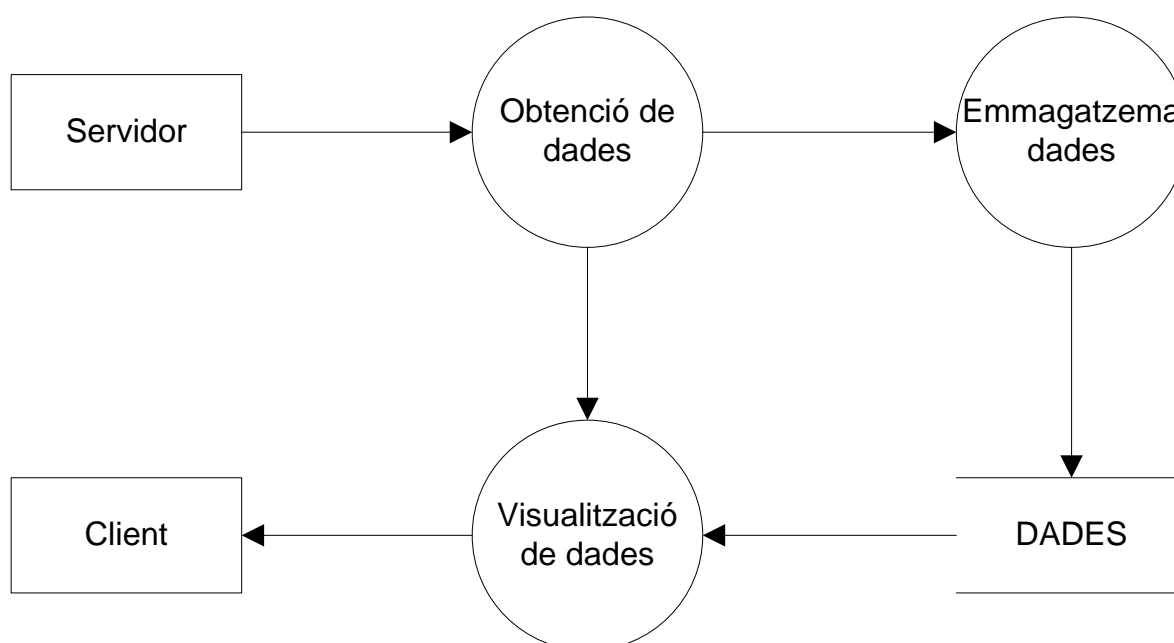 Servidor
Obtenció de
dades
Emmagatzema
dades
Client
Visualització
de dades
DADES